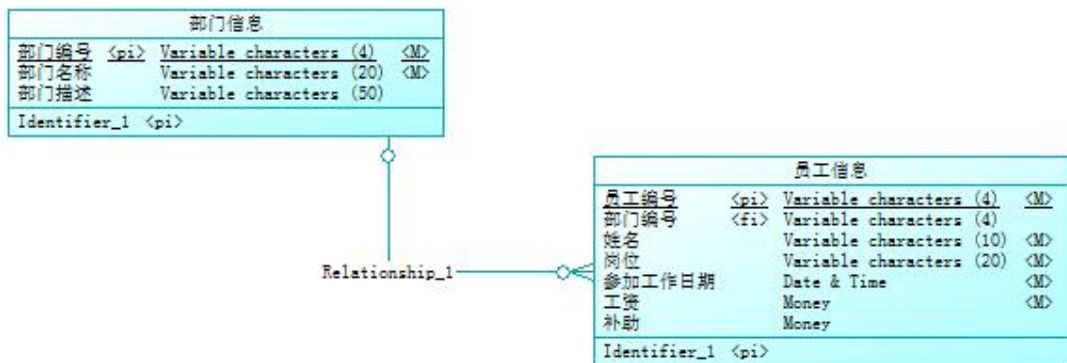 部门信息
部门编号 <pi> Variable characters (4) <M>
部门名称 Variable characters (20) <M>
部门描述 Variable characters (50)
Identifier_1 <pi>
员工信息
员工编号 <pi> Variable characters (4) <M>
部门编号 <fi> Variable characters (4)
姓名 Variable characters (10) <M>
岗位 Variable characters (20) <M>
参加工作日期 Date & Time <M>
工资 Money <M>
补助 Money
Identifier_1 <pi>
Relationship_1